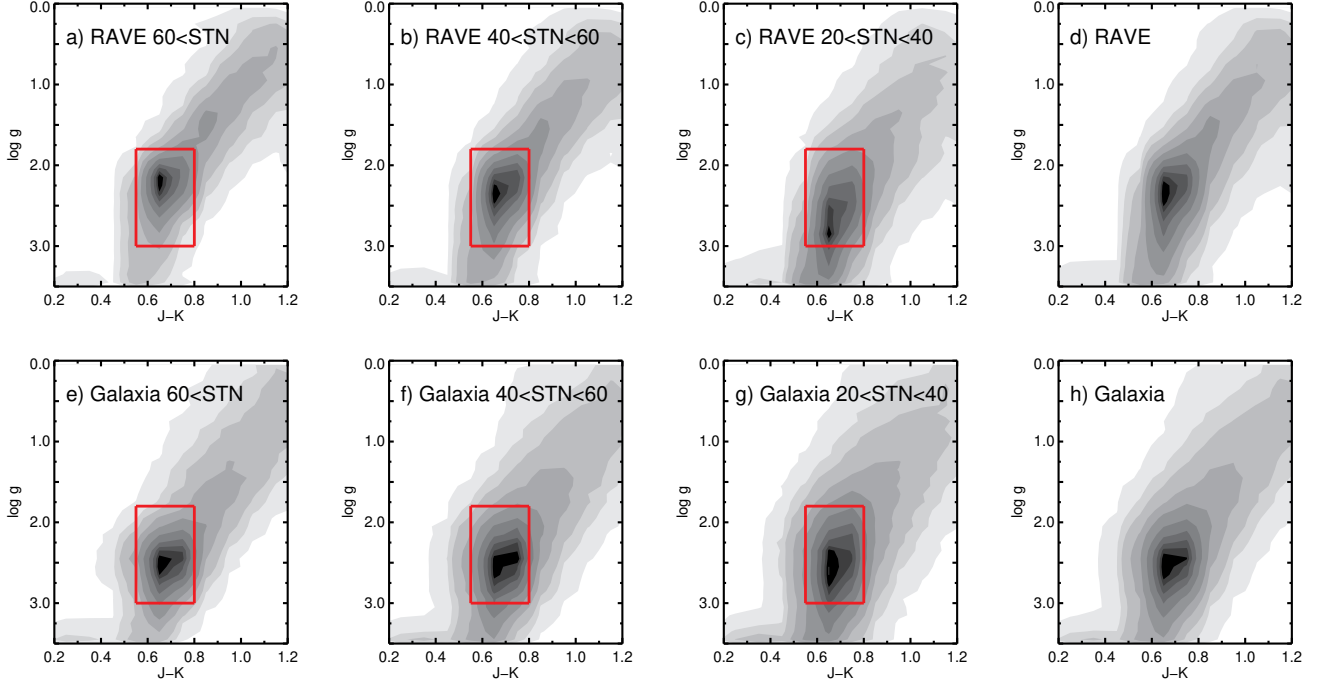 a) RAVE 60<STN
b) RAVE 40<STN<60
c) RAVE 20<STN<40
d) RAVE
0.0
1.0
2.0
3.0
log g
0.2 0.4 0.6 0.8 1.0 1.2
J-K
0.0
1.0
2.0
3.0
log g
0.2 0.4 0.6 0.8 1.0 1.2
J-K
0.0
1.0
2.0
3.0
log g
0.2 0.4 0.6 0.8 1.0 1.2
J-K
0.0
1.0
2.0
3.0
log g
0.2 0.4 0.6 0.8 1.0 1.2
J-K
e) Galaxia 60<STN
f) Galaxia 40<STN<60
g) Galaxia 20<STN<40
h) Galaxia
0.0
1.0
2.0
3.0
log g
0.2 0.4 0.6 0.8 1.0 1.2
J-K
0.0
1.0
2.0
3.0
log g
0.2 0.4 0.6 0.8 1.0 1.2
J-K
0.0
1.0
2.0
3.0
log g
0.2 0.4 0.6 0.8 1.0 1.2
J-K
0.0
1.0
2.0
3.0
log g
0.2 0.4 0.6 0.8 1.0 1.2
J-K